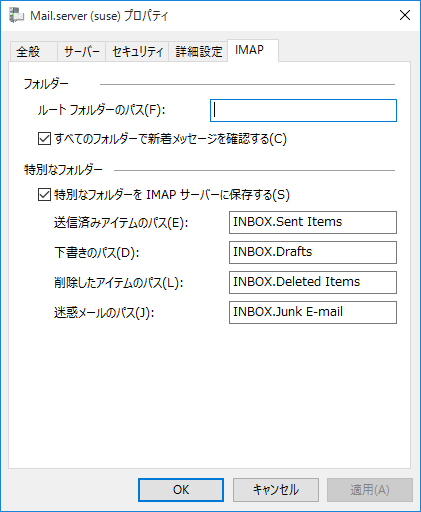 Mail.server (suse) プロパティ
全般 サーバー セキュリティ 詳細設定 IMAP
フォルダー
ルート フォルダーのパス(F):
すべてのフォルダーで新着メッセージを確認する(C)
特別なフォルダー
特別なフォルダーを IMAP サーバーに保存する(S)
送信済みアイテムのパス(E): INBOX.Sent Items
下書きのパス(D): INBOX.Drafts
削除したアイテムのパス(L): INBOX.Deleted Items
迷惑メールのパス(J): INBOX.Junk E-mail
OK キャンセル 適用(A)